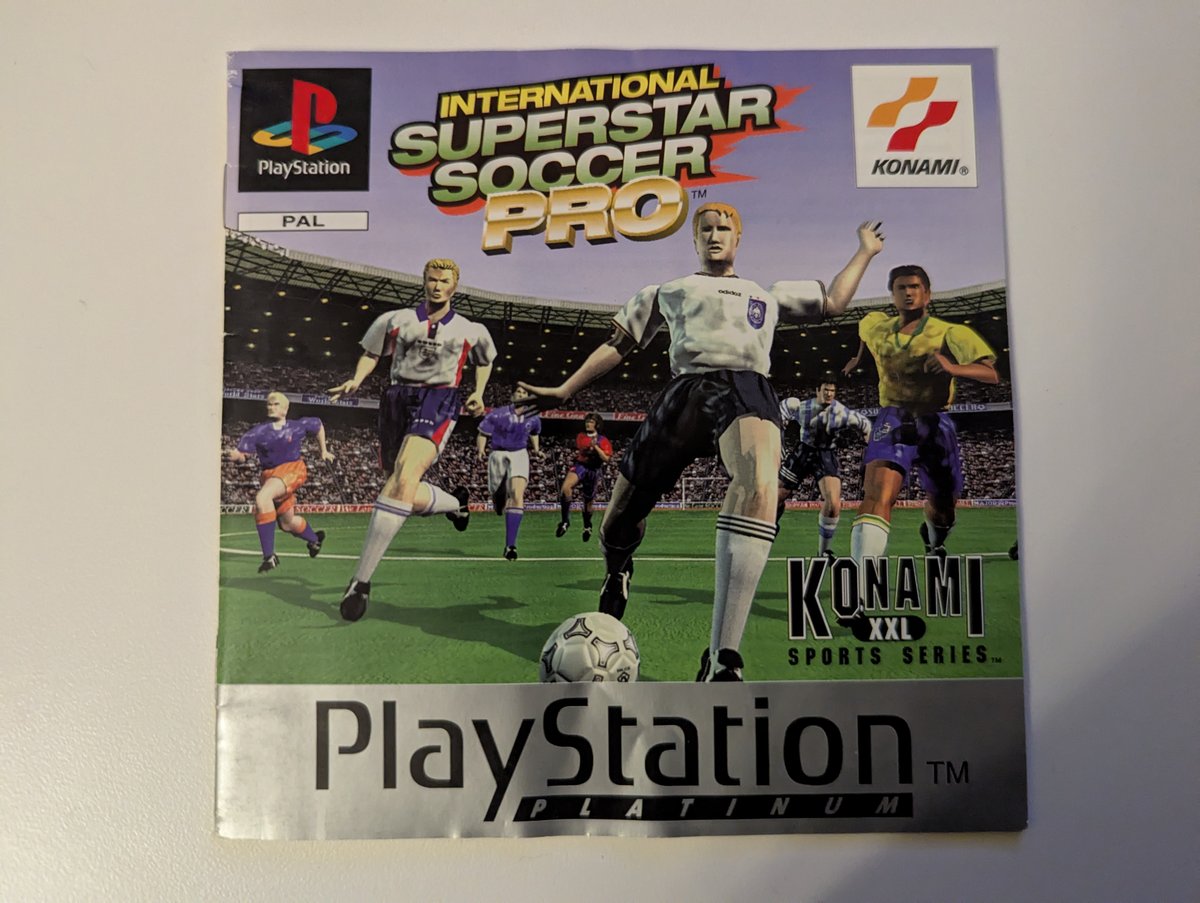 PlayStation
PAL
INTERNATIONAL
SUPERSTAR
SOCCER
PRO™
KONAMI®
adidas
KONAMI
XXL
SPORTS SERIES™
PlayStation™
PLATINUM